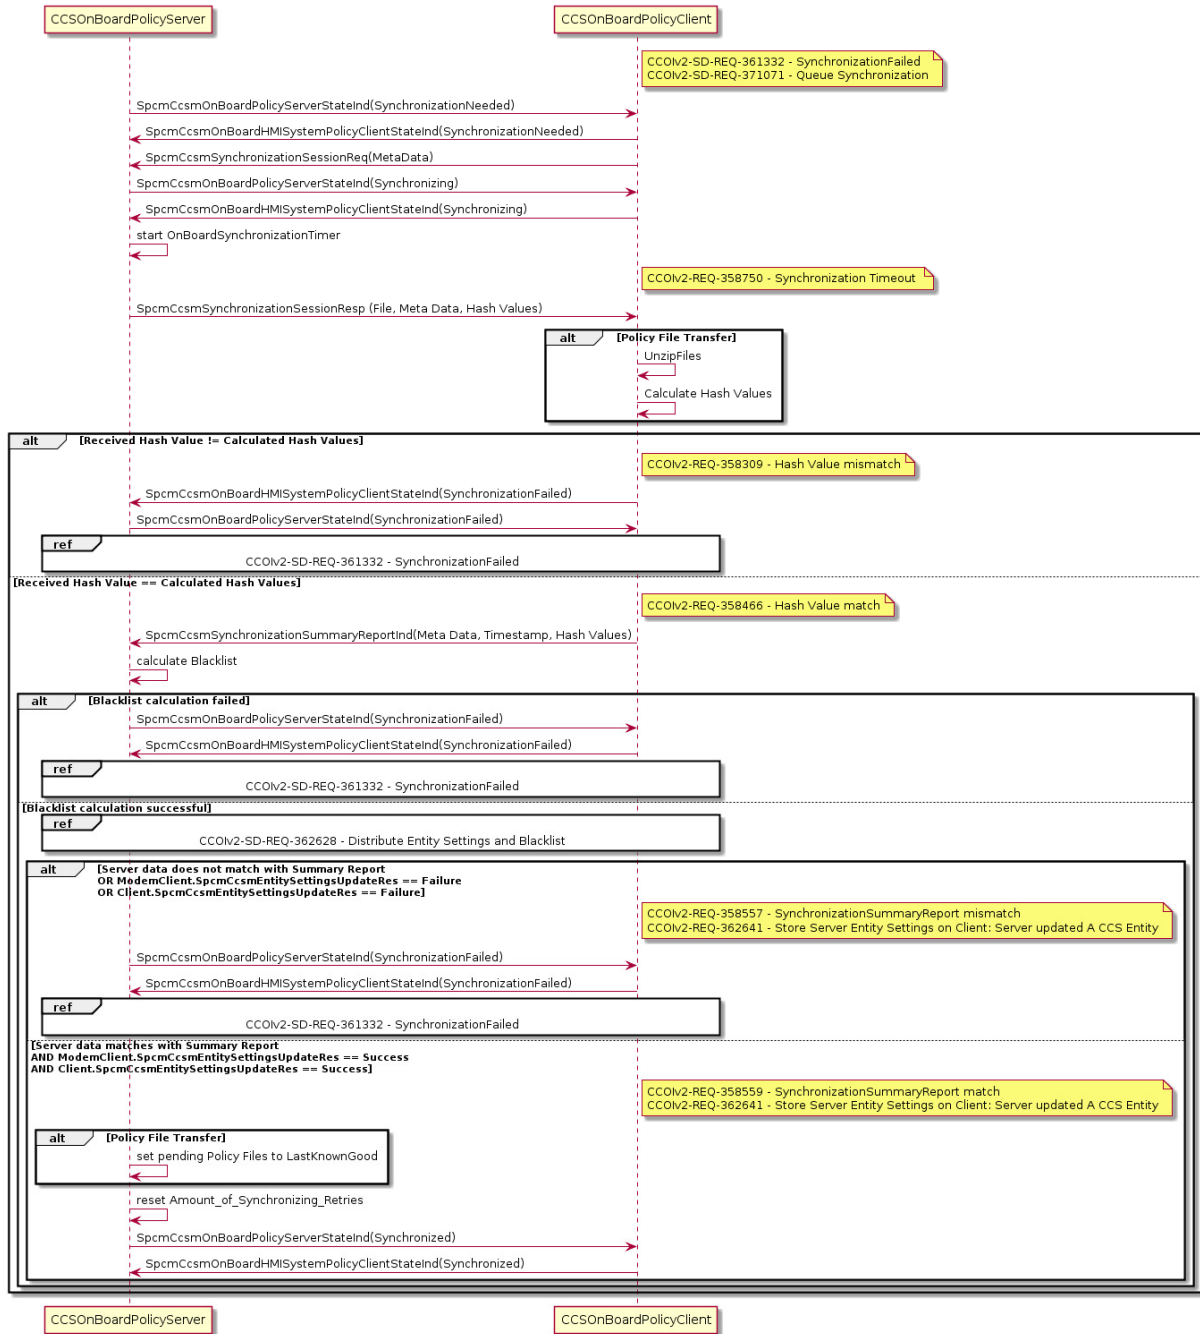 CCSOnBoardPolicyServer
CCSOnBoardPolicyClient
CCOIv2-SD-REQ-361332 - SynchronizationFailed
CCOIv2-SD-REQ-371071 - Queue Synchronization
SpcmCcsmOnBoardPolicyServerStateInd(SynchronizationNeeded)
SpcmCcsmOnBoardHMISystemPolicyClientStateInd(SynchronizationNeeded)
SpcmCcsmSynchronizationSessionReq(MetaData)
SpcmCcsmOnBoardPolicyServerStateInd(Synchronizing)
SpcmCcsmOnBoardHMISystemPolicyClientStateInd(Synchronizing)
start OnBoardSynchronizationTimer
CCOIv2-REQ-358750 - Synchronization Timeout
SpcmCcsmSynchronizationSessionResp (File, Meta Data, Hash Values)
alt [Policy File Transfer]
UnzipFiles
Calculate Hash Values
alt [Received Hash Value != Calculated Hash Values]
CCOIv2-REQ-358309 - Hash Value mismatch
SpcmCcsmOnBoardHMISystemPolicyClientStateInd(SynchronizationFailed)
SpcmCcsmOnBoardPolicyServerStateInd(SynchronizationFailed)
ref
CCOIv2-SD-REQ-361332 - SynchronizationFailed
[Received Hash Value == Calculated Hash Values]
CCOIv2-REQ-358466 - Hash Value match
SpcmCcsmSynchronizationSummaryReportInd(Meta Data, Timestamp, Hash Values)
calculate Blacklist
alt [Blacklist calculation failed]
SpcmCcsmOnBoardPolicyServerStateInd(SynchronizationFailed)
SpcmCcsmOnBoardHMISystemPolicyClientStateInd(SynchronizationFailed)
ref
CCOIv2-SD-REQ-361332 - SynchronizationFailed
[Blacklist calculation successful]
ref
CCOIv2-SD-REQ-362628 - Distribute Entity Settings and Blacklist
alt [Server data does not match with Summary Report
OR ModemClient.SpcmCcsmEntitySettingsUpdateRes == Failure
OR Client.SpcmCcsmEntitySettingsUpdateRes == Failure]
CCOIv2-REQ-358557 - SynchronizationSummaryReport mismatch
CCOIv2-REQ-362641 - Store Server Entity Settings on Client: Server updated A CCS Entity
SpcmCcsmOnBoardPolicyServerStateInd(SynchronizationFailed)
SpcmCcsmOnBoardHMISystemPolicyClientStateInd(SynchronizationFailed)
ref
CCOIv2-SD-REQ-361332 - SynchronizationFailed
[Server data matches with Summary Report
AND ModemClient.SpcmCcsmEntitySettingsUpdateRes == Success
AND Client.SpcmCcsmEntitySettingsUpdateRes == Success]
CCOIv2-REQ-358559 - SynchronizationSummaryReport match
CCOIv2-REQ-362641 - Store Server Entity Settings on Client: Server updated A CCS Entity
alt [Policy File Transfer]
set pending Policy Files to LastKnownGood
reset Amount_of_Synchronizing_Retries
SpcmCcsmOnBoardPolicyServerStateInd(Synchronized)
SpcmCcsmOnBoardHMISystemPolicyClientStateInd(Synchronized)
CCSOnBoardPolicyServer
CCSOnBoardPolicyClient